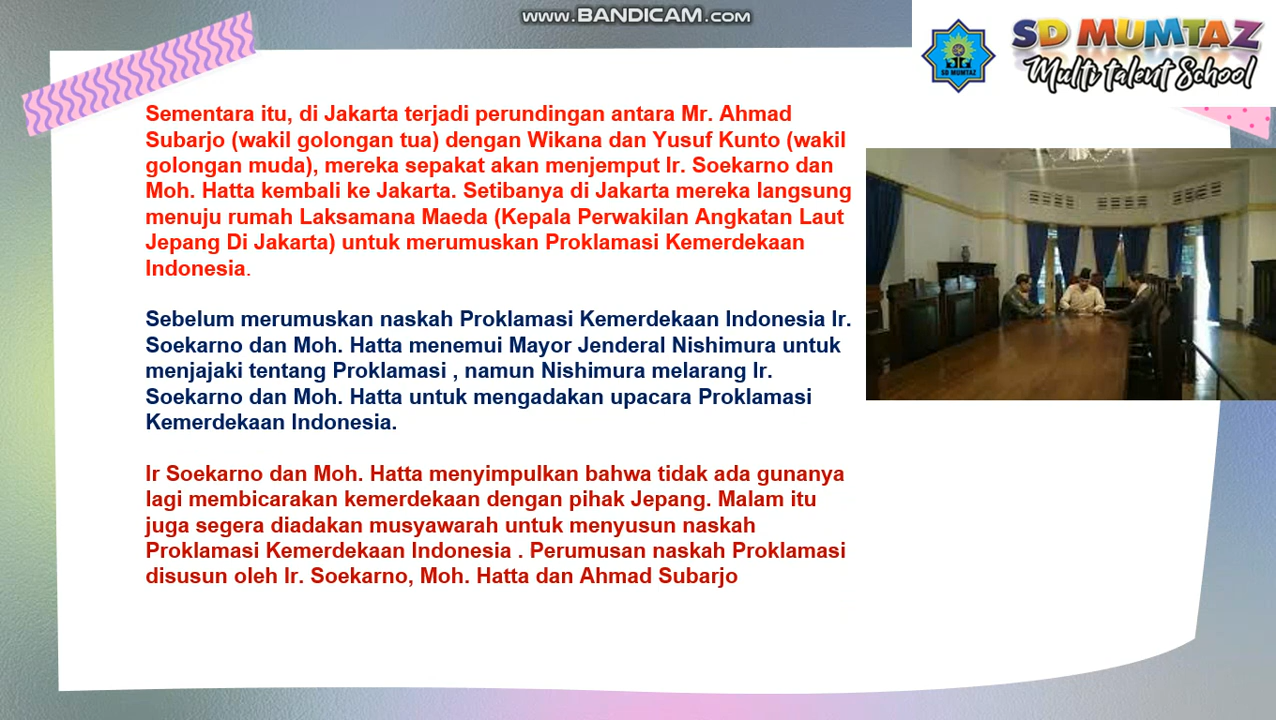 WWW.BANDICAM.COM
SD MUMTAZ
SD MUMTAZ
Multi talent School
Sementara itu, di Jakarta terjadi perundingan antara Mr. Ahmad
Subarjo (wakil golongan tua) dengan Wikana dan Yusuf Kunto (wakil
golongan muda), mereka sepakat akan menjemput Ir. Soekarno dan
Moh. Hatta kembali ke Jakarta. Setibanya di Jakarta mereka langsung
menuju rumah Laksamana Maeda (Kepala Perwakilan Angkatan Laut
Jepang Di Jakarta) untuk merumuskan Proklamasi Kemerdekaan
Indonesia.
Sebelum merumuskan naskah Proklamasi Kemerdekaan Indonesia Ir.
Soekarno dan Moh. Hatta menemui Mayor Jenderal Nishimura untuk
menjajaki tentang Proklamasi , namun Nishimura melarang Ir.
Soekarno dan Moh. Hatta untuk mengadakan upacara Proklamasi
Kemerdekaan Indonesia.
Ir Soekarno dan Moh. Hatta menyimpulkan bahwa tidak ada gunanya
lagi membicarakan kemerdekaan dengan pihak Jepang. Malam itu
juga segera diadakan musyawarah untuk menyusun naskah
Proklamasi Kemerdekaan Indonesia . Perumusan naskah Proklamasi
disusun oleh Ir. Soekarno, Moh. Hatta dan Ahmad Subarjo